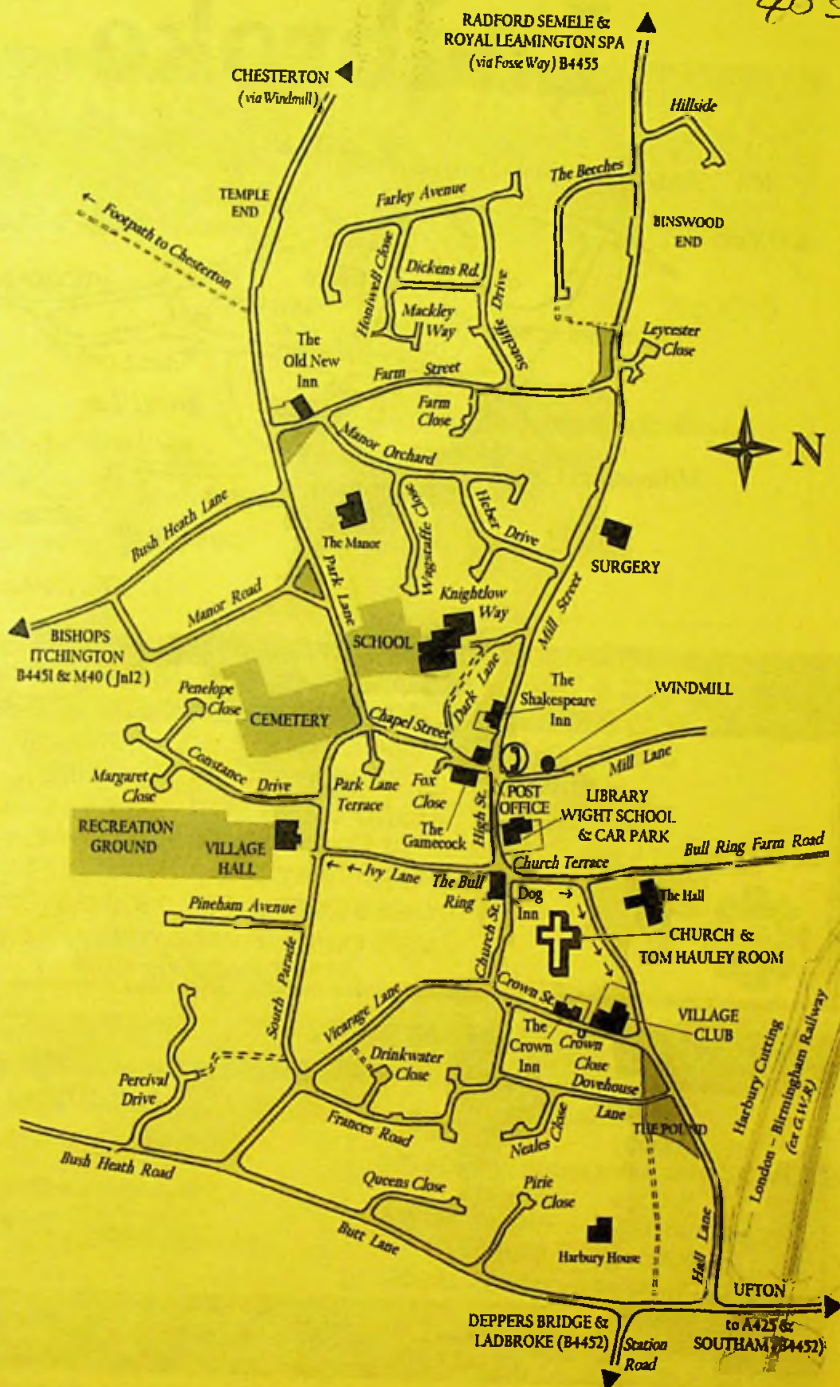 RADFORD SEMELE &
ROYAL LEAMINGTON SPA
(via Fosse Way) B4455
CHESTERTON
(via Windmill)
Hillside
The Beeches
TEMPLE
END
← Footpath to Chesterton
Farley Avenue
BINSWOOD
END
Honiwell Close
Dickens Rd.
Mackley
Way
Sutcliffe Drive
Leycester
Close
The
Old New
Inn
Farm Street
Farm
Close
Manor Orchard
N
Bush Heath Lane
The Manor
Wagstaffe Close
Heber Drive
SURGERY
Manor Road
Park Lane
Knightlow
Way
Mill Street
SCHOOL
BISHOPS
ITCHINGTON
B4451 & M40 (Jn12)
Penelope
Close
CEMETERY
Dark Lane
The
Shakespeare
Inn
WINDMILL
Chapel Street
Mill Lane
Constance Drive
Margaret
Close
Park Lane
Terrace
Fox
Close
The
Gamecock
High St.
POST
OFFICE
LIBRARY
WIGHT SCHOOL
& CAR PARK
RECREATION
GROUND
VILLAGE
HALL
Church Terrace
Bull Ring Farm Road
← ← Ivy Lane
The Bull
Ring
Dog
Inn
The Hall
Pineham Avenue
Church St.
CHURCH &
TOM HAULEY ROOM
South Parade
Vicarage Lane
Crown St.
VILLAGE
CLUB
The
Crown
Inn
Crown
Close
Drinkwater
Close
Dovehouse
Lane
Percival
Drive
Frances Road
Neales Close
THE POUND
Harbury Cutting
London - Birmingham Railway
(ex G.W.R)
Bush Heath Road
Queens Close
Pirie
Close
Butt Lane
Harbury House
Hall Lane
UFTON
DEPPERS BRIDGE &
LADBROKE (B4452)
Station
Road
to A425 &
SOUTHAM (B4452)